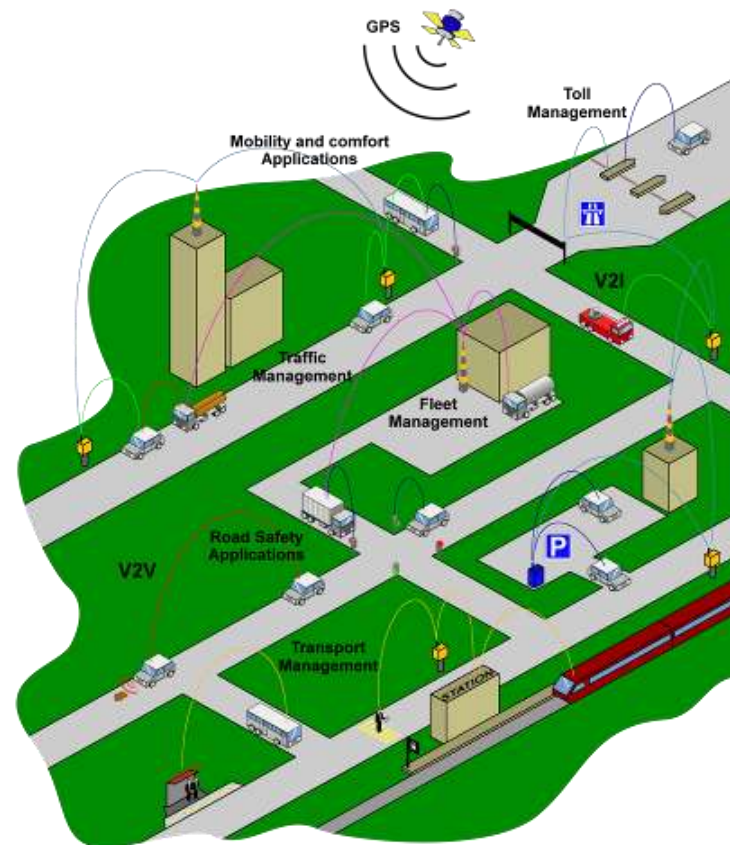 GPS
Toll
Management
Mobility and comfort
Applications
V2I
Traffic
Management
Fleet
Management
Road Safety
Applications
P
V2V
Transport
Management
STATION